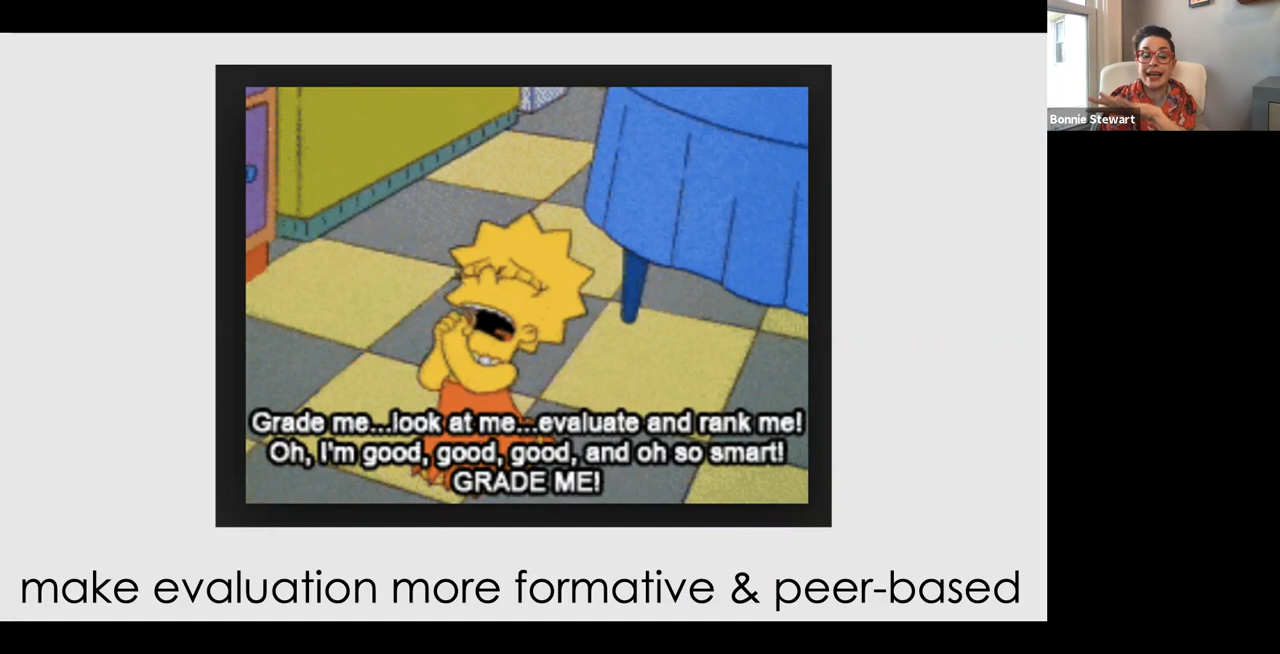 Bonnie Stewart
Grade me...look at me...evaluate and rank me!
Oh, I'm good, good, good, and oh so smart!
GRADE ME!
make evaluation more formative & peer-based